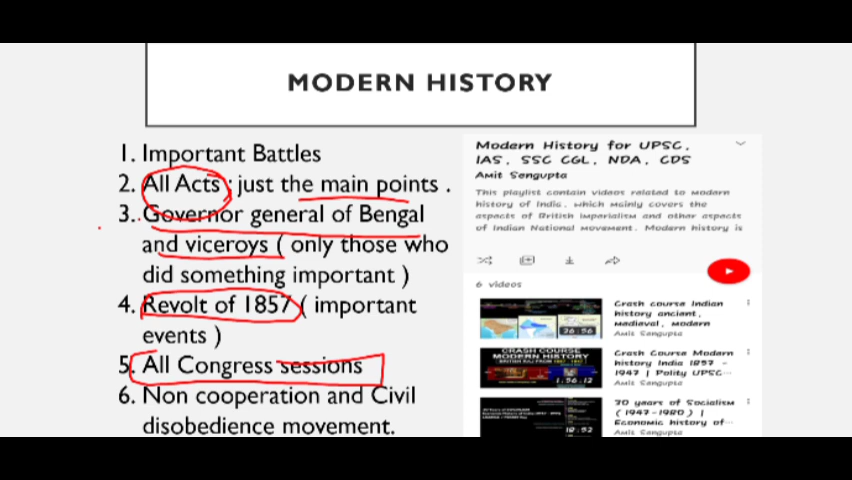 MODERN HISTORY
1. Important Battles
2. All Acts ; just the main points .
3. Governor general of Bengal
and viceroys ( only those who
did something important )
4. Revolt of 1857 ( important
events )
5. All Congress sessions
6. Non cooperation and Civil
disobedience movement.
Modern History for UPSC,
IAS, SSC CGL, NDA, CDS
Amit Sengupta
This playlist contain videos related to modern
history of India, which mainly covers the
aspects of British imperialism and other aspects
of Indian National movement. Modern history is
6 videos
Crash course Indian
history ancient,
medieval, modern
Amit Sengupta
26:56
Crash Course Modern
history India 1857 -
1947 | Polity UPSC...
Amit Sengupta
CRASH COURSE
MODERN HISTORY
1:56:12
30 years of Socialism
(1947-1980) |
Economic history of...
Amit Sengupta
10:52